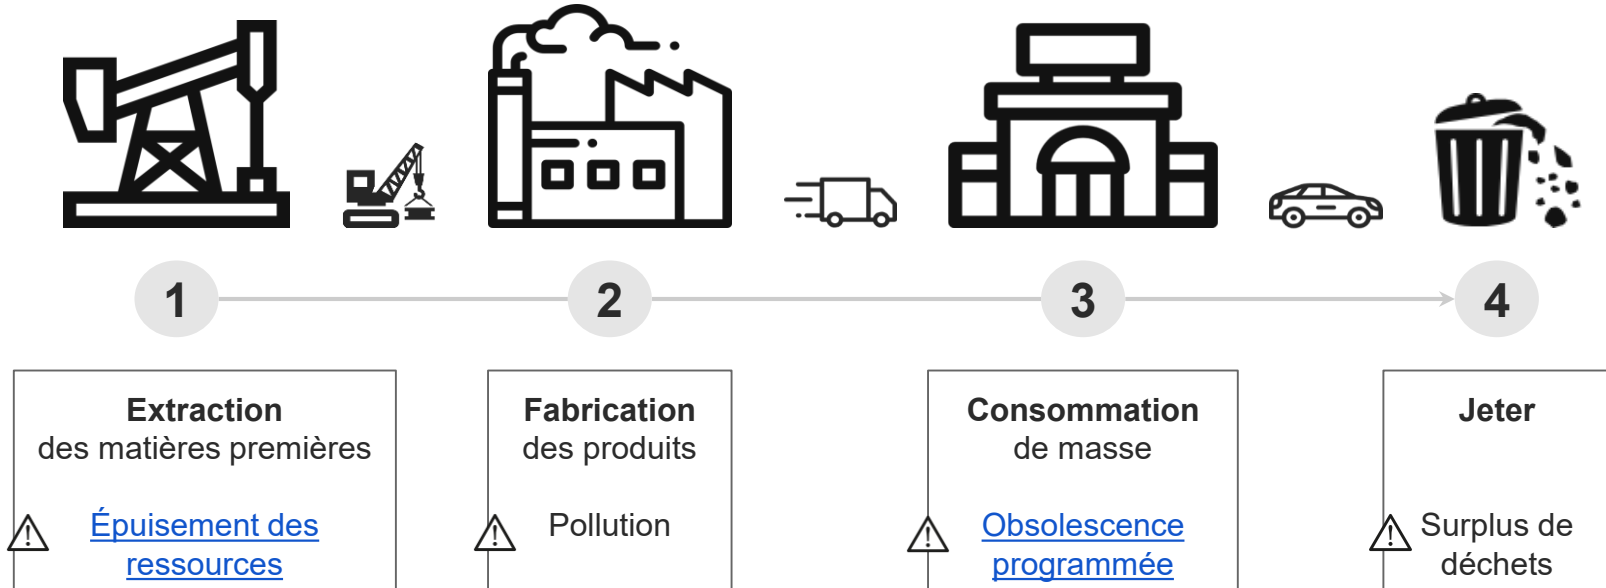 1
2
3
4
Extraction
des matières premières
Épuisement des
ressources
Fabrication
des produits
Pollution
Consommation
de masse
Obsolescence
programmée
Jeter
Surplus de
déchets